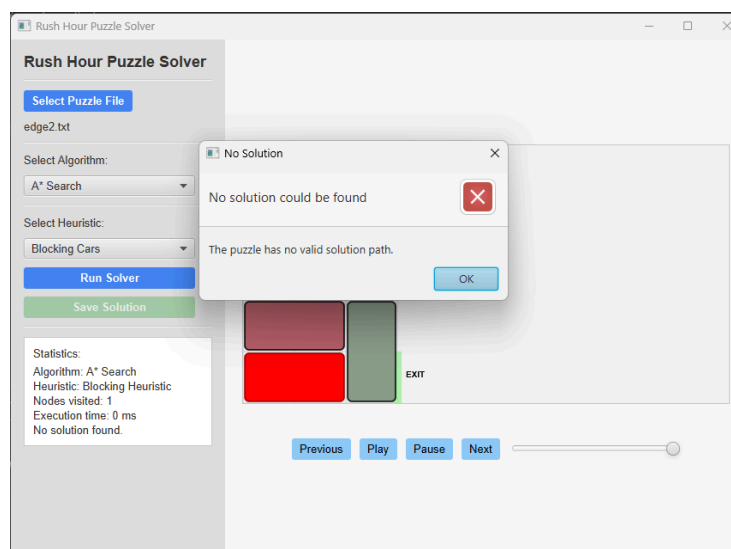 Rush Hour Puzzle Solver
Rush Hour Puzzle Solver
Select Puzzle File
edge2.txt
Select Algorithm:
A* Search
Select Heuristic:
Blocking Cars
Run Solver
Save Solution
Statistics:
Algorithm: A* Search
Heuristic: Blocking Heuristic
Nodes visited: 1
Execution time: 0 ms
No solution found.
No Solution
No solution could be found
The puzzle has no valid solution path.
OK
EXIT
Previous Play Pause Next